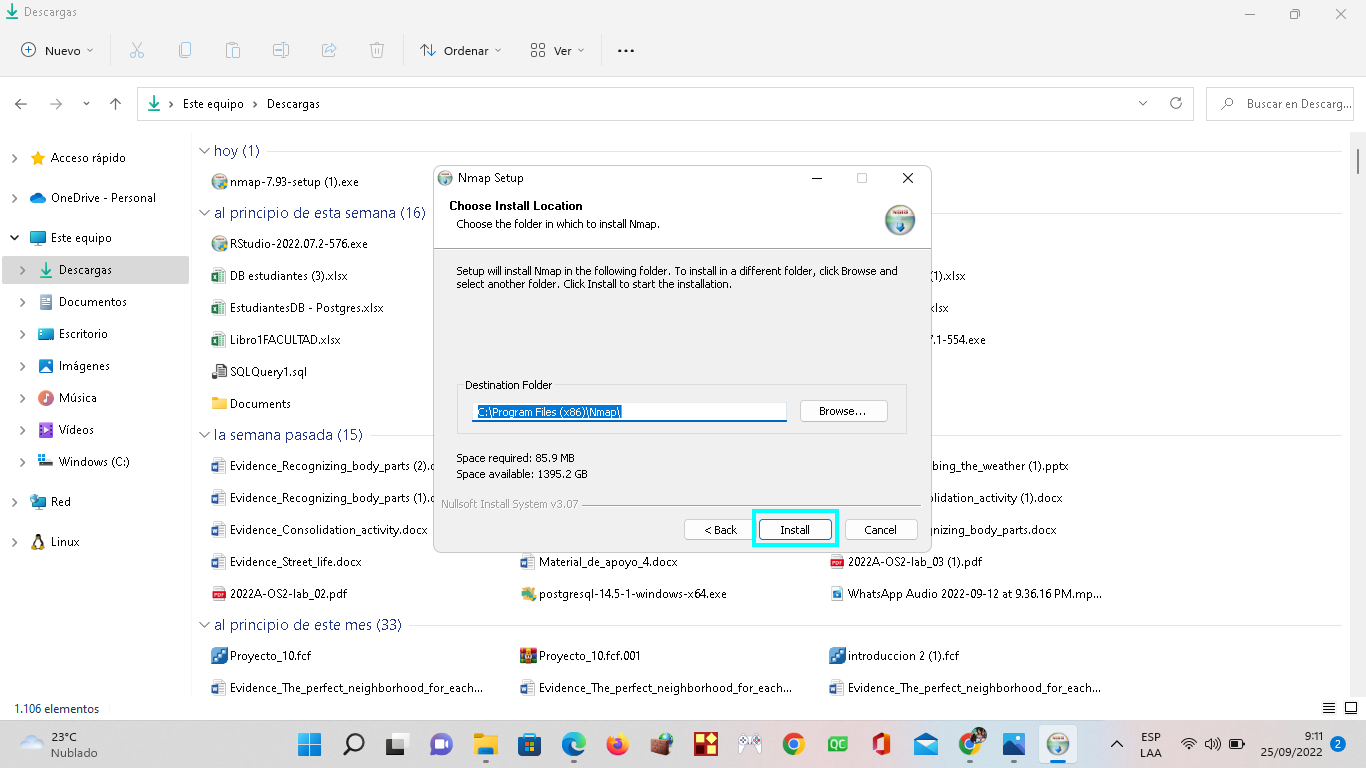 Descargas
Nuevo
Ordenar
Ver
Este equipo
Descargas
Buscar en Descarg...
Acceso rápido
OneDrive - Personal
Este equipo
Descargas
Documentos
Escritorio
Imágenes
Música
Vídeos
Windows (C:)
Red
Linux
hoy (1)
nmap-7.93-setup (1).exe
al principio de esta semana (16)
RStudio-2022.07.2-576.exe
DB estudiantes (3).xlsx
(1).xlsx
EstudiantesDB - Postgres.xlsx
xlsx
Libro1FACULTAD.xlsx
7.1-554.exe
SQLQuery1.sql
Documents
la semana pasada (15)
Evidence_Recognizing_body_parts (2).
bing_the_weather (1).pptx
Evidence_Recognizing_body_parts (1).
lidation_activity (1).docx
Evidence_Consolidation_activity.docx
gnizing_body_parts.docx
Evidence_Street_life.docx
Material_de_apoyo_4.docx
2022A-OS2-lab_03 (1).pdf
2022A-OS2-lab_02.pdf
postgresql-14.5-1-windows-x64.exe
WhatsApp Audio 2022-09-12 at 9.36.16 PM.mp...
al principio de este mes (33)
Proyecto_10.fcf
Proyecto_10.fcf.001
introduccion 2 (1).fcf
Evidence_The_perfect_neighborhood_for_each...
Evidence_The_perfect_neighborhood_for_each...
Evidence_The_perfect_neighborhood_for_each...
Nmap Setup
Choose Install Location
Choose the folder in which to install Nmap.
Setup will install Nmap in the following folder. To install in a different folder, click Browse and
select another folder. Click Install to start the installation.
Destination Folder
C:\Program Files (x86)\Nmap\
Browse...
Space required: 85.9 MB
Space available: 1395.2 GB
Nullsoft Install System v3.07
< Back
Install
Cancel
1.106 elementos
23°C
Nublado
QC
ESP
LAA
9:11
25/09/2022
2